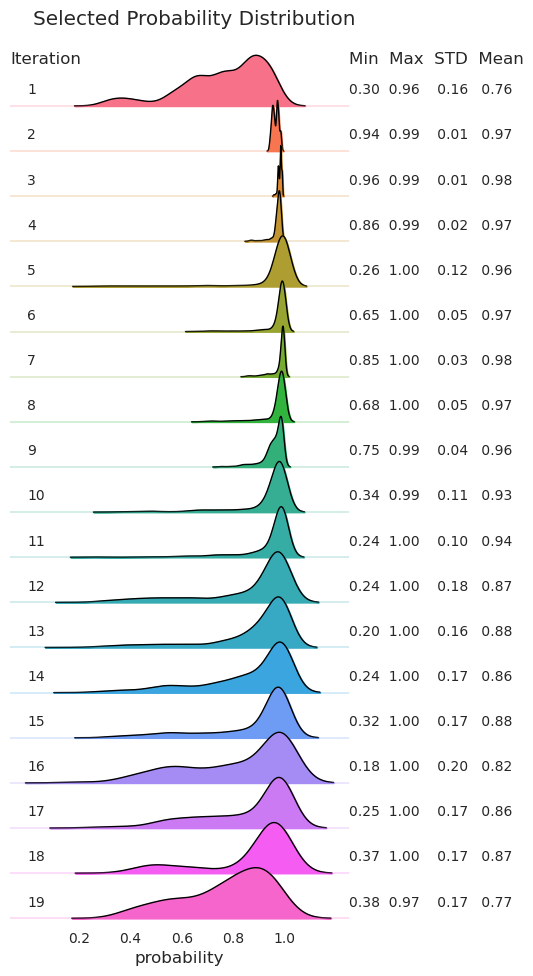 Selected Probability Distribution
Iteration Min Max STD Mean
1 0.30 0.96 0.16 0.76
2 0.94 0.99 0.01 0.97
3 0.96 0.99 0.01 0.98
4 0.86 0.99 0.02 0.97
5 0.26 1.00 0.12 0.96
6 0.65 1.00 0.05 0.97
7 0.85 1.00 0.03 0.98
8 0.68 1.00 0.05 0.97
9 0.75 0.99 0.04 0.96
10 0.34 0.99 0.11 0.93
11 0.24 1.00 0.10 0.94
12 0.24 1.00 0.18 0.87
13 0.20 1.00 0.16 0.88
14 0.24 1.00 0.17 0.86
15 0.32 1.00 0.17 0.88
16 0.18 1.00 0.20 0.82
17 0.25 1.00 0.17 0.86
18 0.37 1.00 0.17 0.87
19 0.38 0.97 0.17 0.77
0.2 0.4 0.6 0.8 1.0
probability